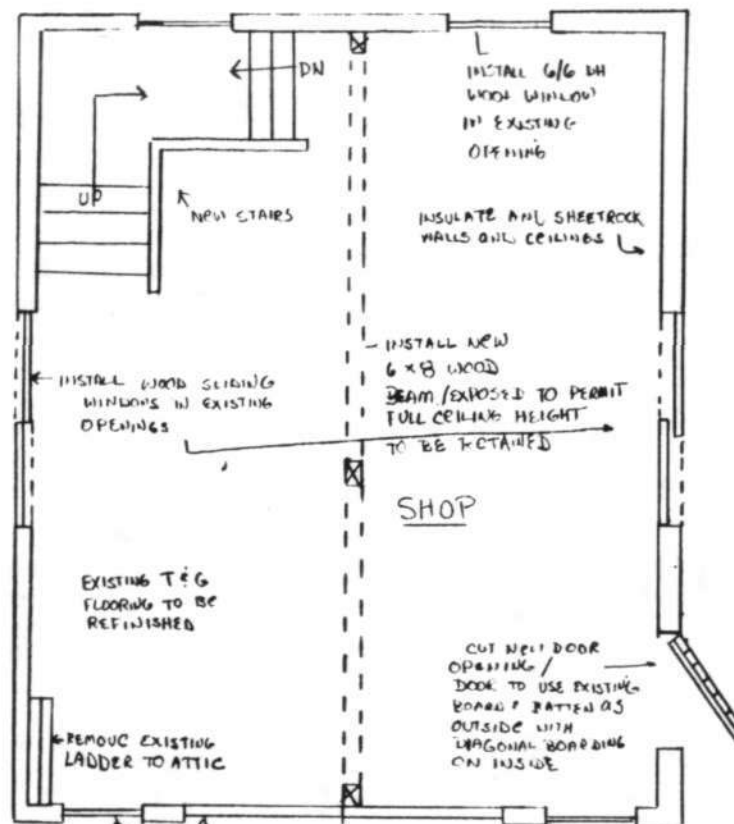 DN
INSTALL 6/6 DH
WOOD WINDOW
IN EXISTING
OPENING
UP
NEW STAIRS
INSULATE AND SHEETROCK
WALLS AND CEILINGS
INSTALL NEW
6 x 8 WOOD
BEAM/EXPOSED TO PERMIT
FULL CEILING HEIGHT
TO BE RETAINED
INSTALL WOOD SLIDING
WINDOWS IN EXISTING
OPENINGS
SHOP
EXISTING T & G
FLOORING TO BE
REFINISHED
CUT NEW DOOR
OPENING/
DOOR TO USE EXISTING
BOARD & BATTEN AS
OUTSIDE WITH
DIAGONAL BOARDING
ON INSIDE
REMOVE EXISTING
LADDER TO ATTIC